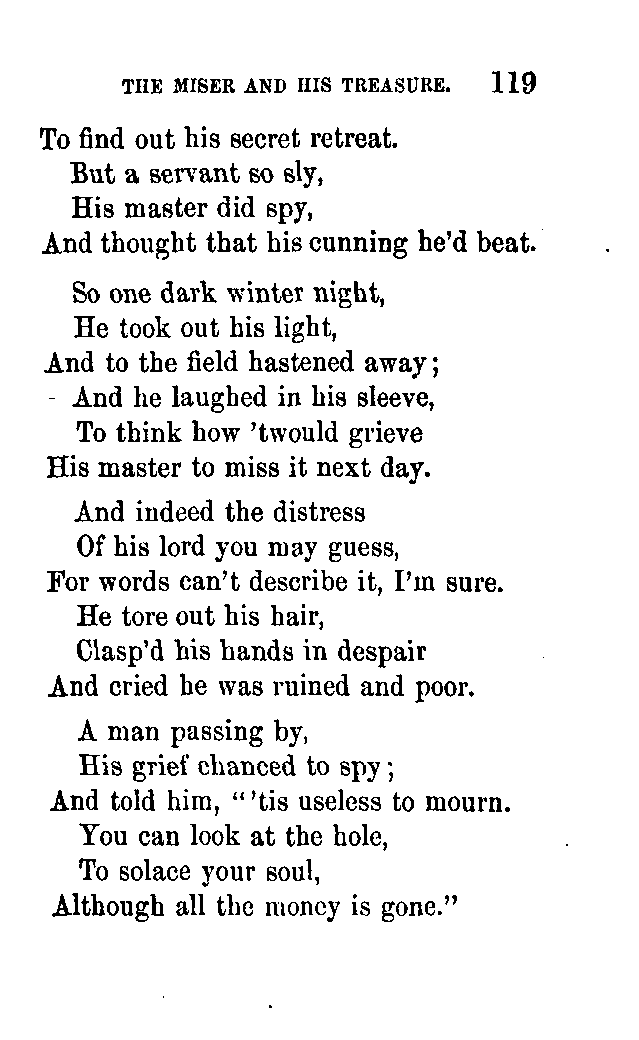 THE MISER AND HIS TREASURE. 119
To find out his secret retreat.
But a servant so sly,
His master did spy,
And thought that his cunning he'd beat.
So one dark winter night,
He took out his light,
And to the field hastened away;
- And he laughed in his sleeve,
To think how 'twould grieve
His master to miss it next day.
And indeed the distress
Of his lord you may guess,
For words can't describe it, I'm sure.
He tore out his hair,
Clasp'd his hands in despair
And cried he was ruined and poor.
A man passing by,
His grief chanced to spy;
And told him, "'tis useless to mourn.
You can look at the hole,
To solace your soul,
Although all the money is gone."